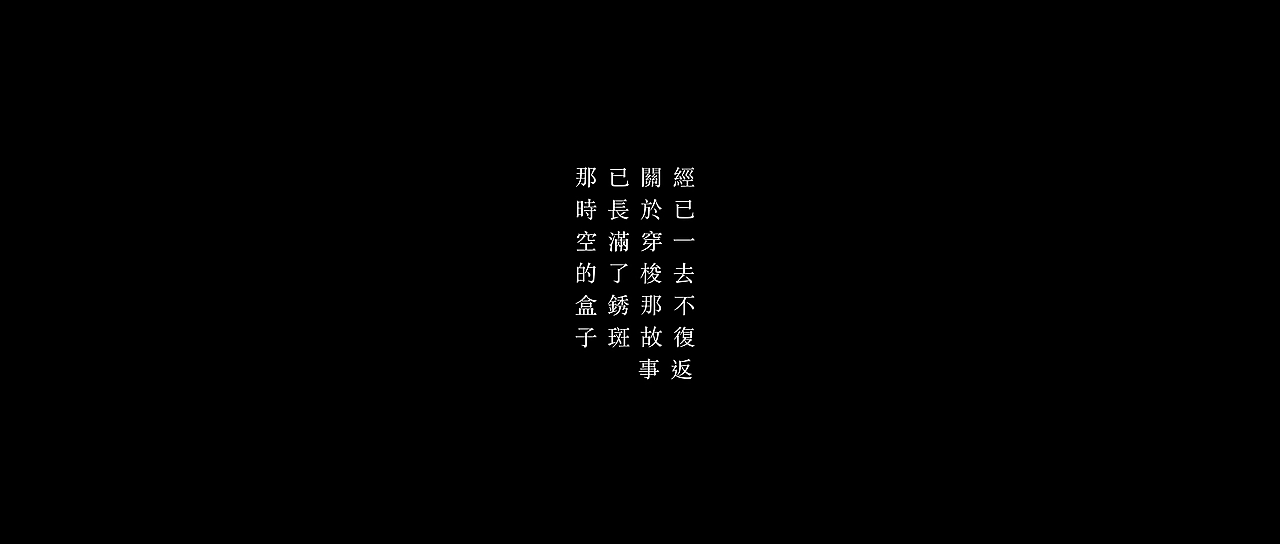 那時空的盒子
已長滿了銹斑
關於穿梭那故事
經已一去不復返